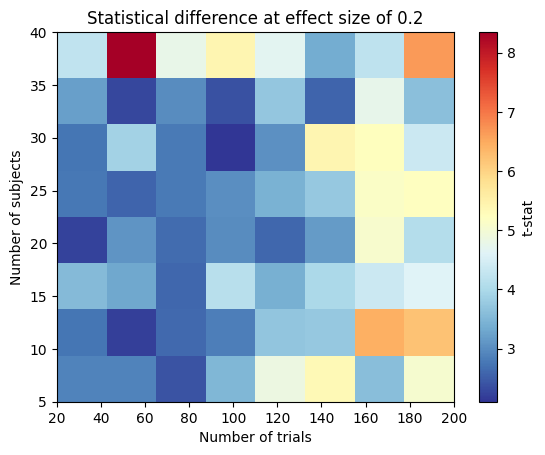 Statistical difference at effect size of 0.2
40
35
30
25
20
15
10
5
Number of subjects
20 40 60 80 100 120 140 160 180 200
Number of trials
8
7
6
5
4
3
t-stat